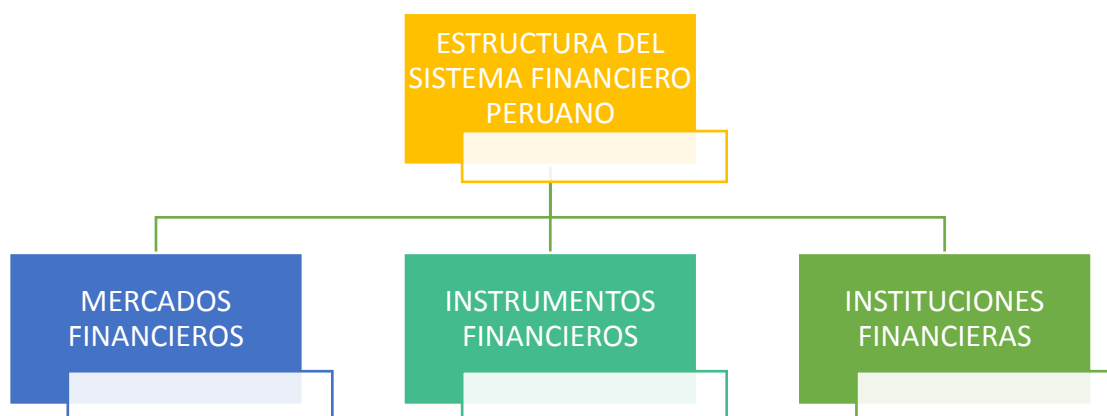 ESTRUCTURA DEL
SISTEMA FINANCIERO
PERUANO
MERCADOS
FINANCIEROS
INSTRUMENTOS
FINANCIEROS
INSTITUCIONES
FINANCIERAS